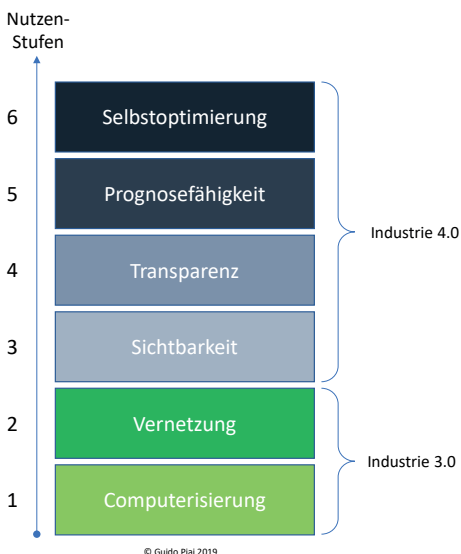 Nutzen-
Stufen
6
Selbstoptimierung
5
Prognosefähigkeit
Industrie 4.0
4
Transparenz
3
Sichtbarkeit
2
Vernetzung
Industrie 3.0
1
Computerisierung
© Guido Piai 2019